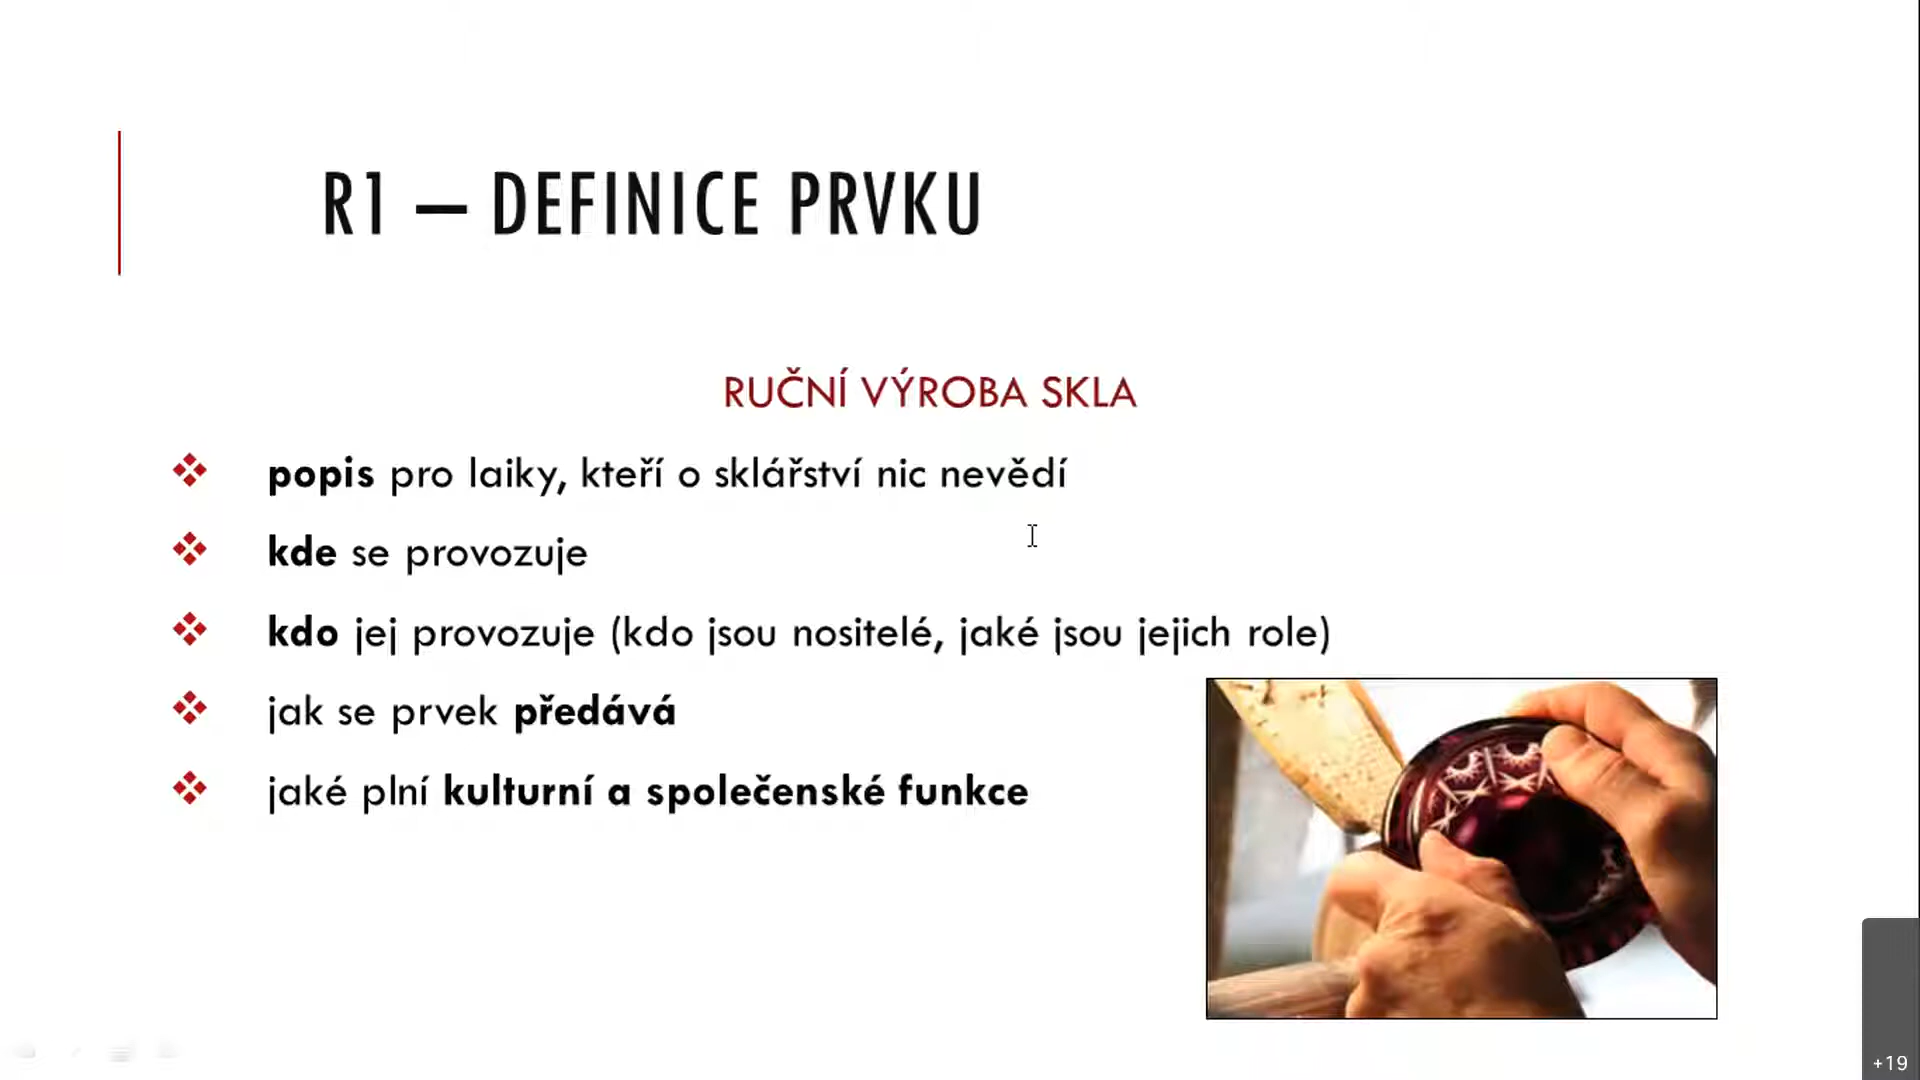 R1 – DEFINICE PRVKU
RUČNÍ VÝROBA SKLA
popis pro laiky, kteří o sklářství nic nevědí
kde se provozuje
kdo jej provozuje (kdo jsou nositelé, jaké jsou jejich role)
jak se prvek předává
jaké plní kulturní a společenské funkce
+19